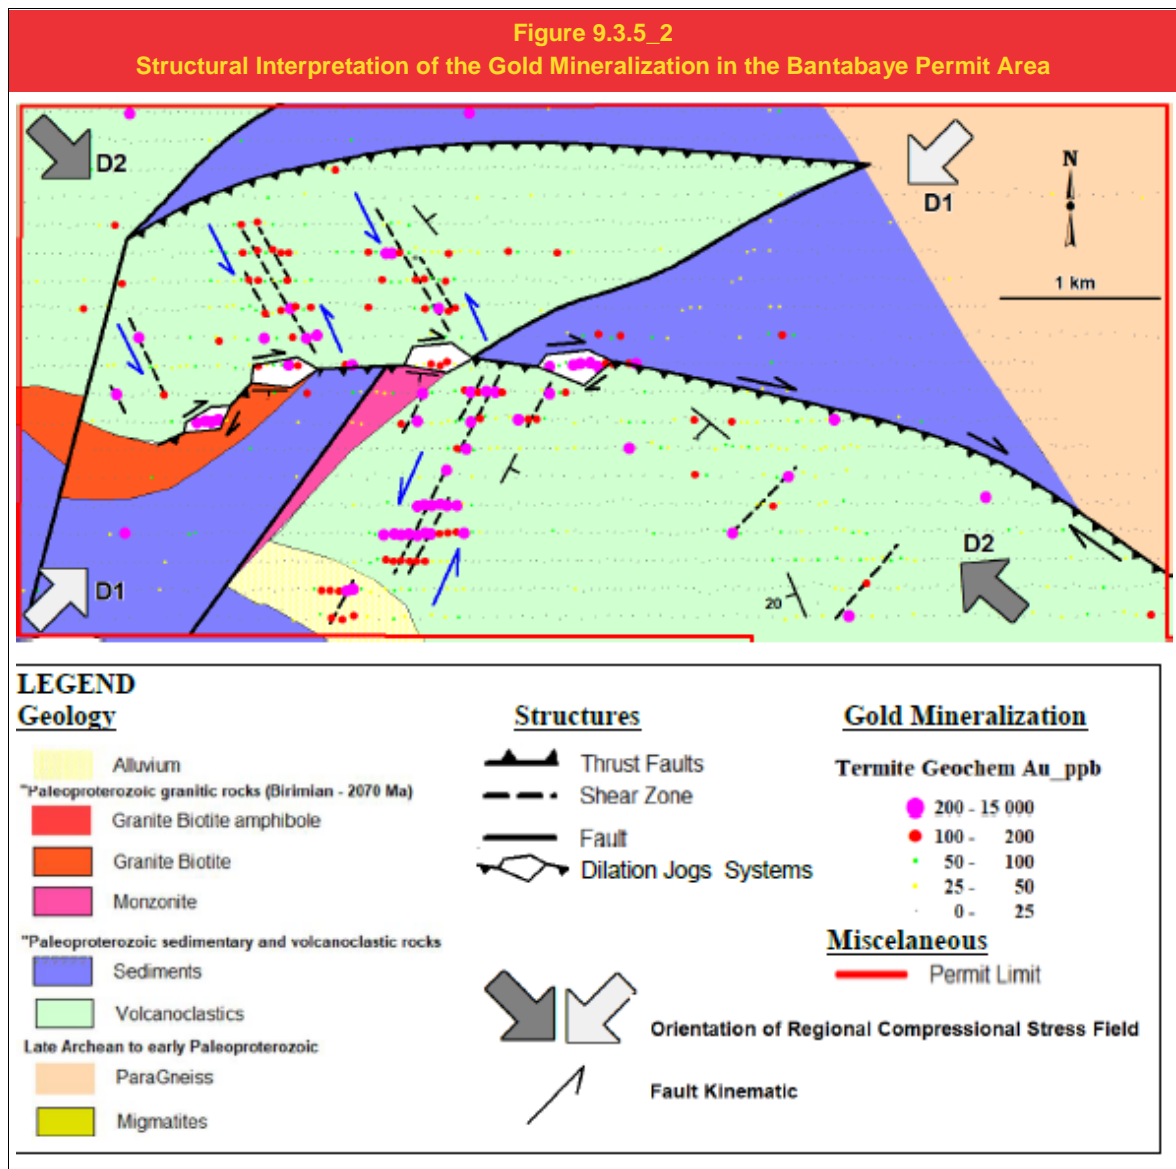 Figure 9.3.5_2
Structural Interpretation of the Gold Mineralization in the Bantabaye Permit Area
D2
D1
N
1 km
D2
D1
20
LEGEND
Geology
Alluvium
"Paleoproterozoic granitic rocks (Birimian - 2070 Ma)
Granite Biotite amphibole
Granite Biotite
Monzonite
"Paleoproterozoic sedimentary and volcanoclastic rocks
Sediments
Volcanoclastics
Late Archean to early Paleoproterozoic
ParaGneiss
Migmatites
Structures
Thrust Faults
Shear Zone
Fault
Dilation Jogs Systems
Orientation of Regional Compressional Stress Field
Fault Kinematic
Gold Mineralization
Termite Geochem Au_ppb
200 - 15 000
100 - 200
50 - 100
25 - 50
0 - 25
Miscelaneous
Permit Limit